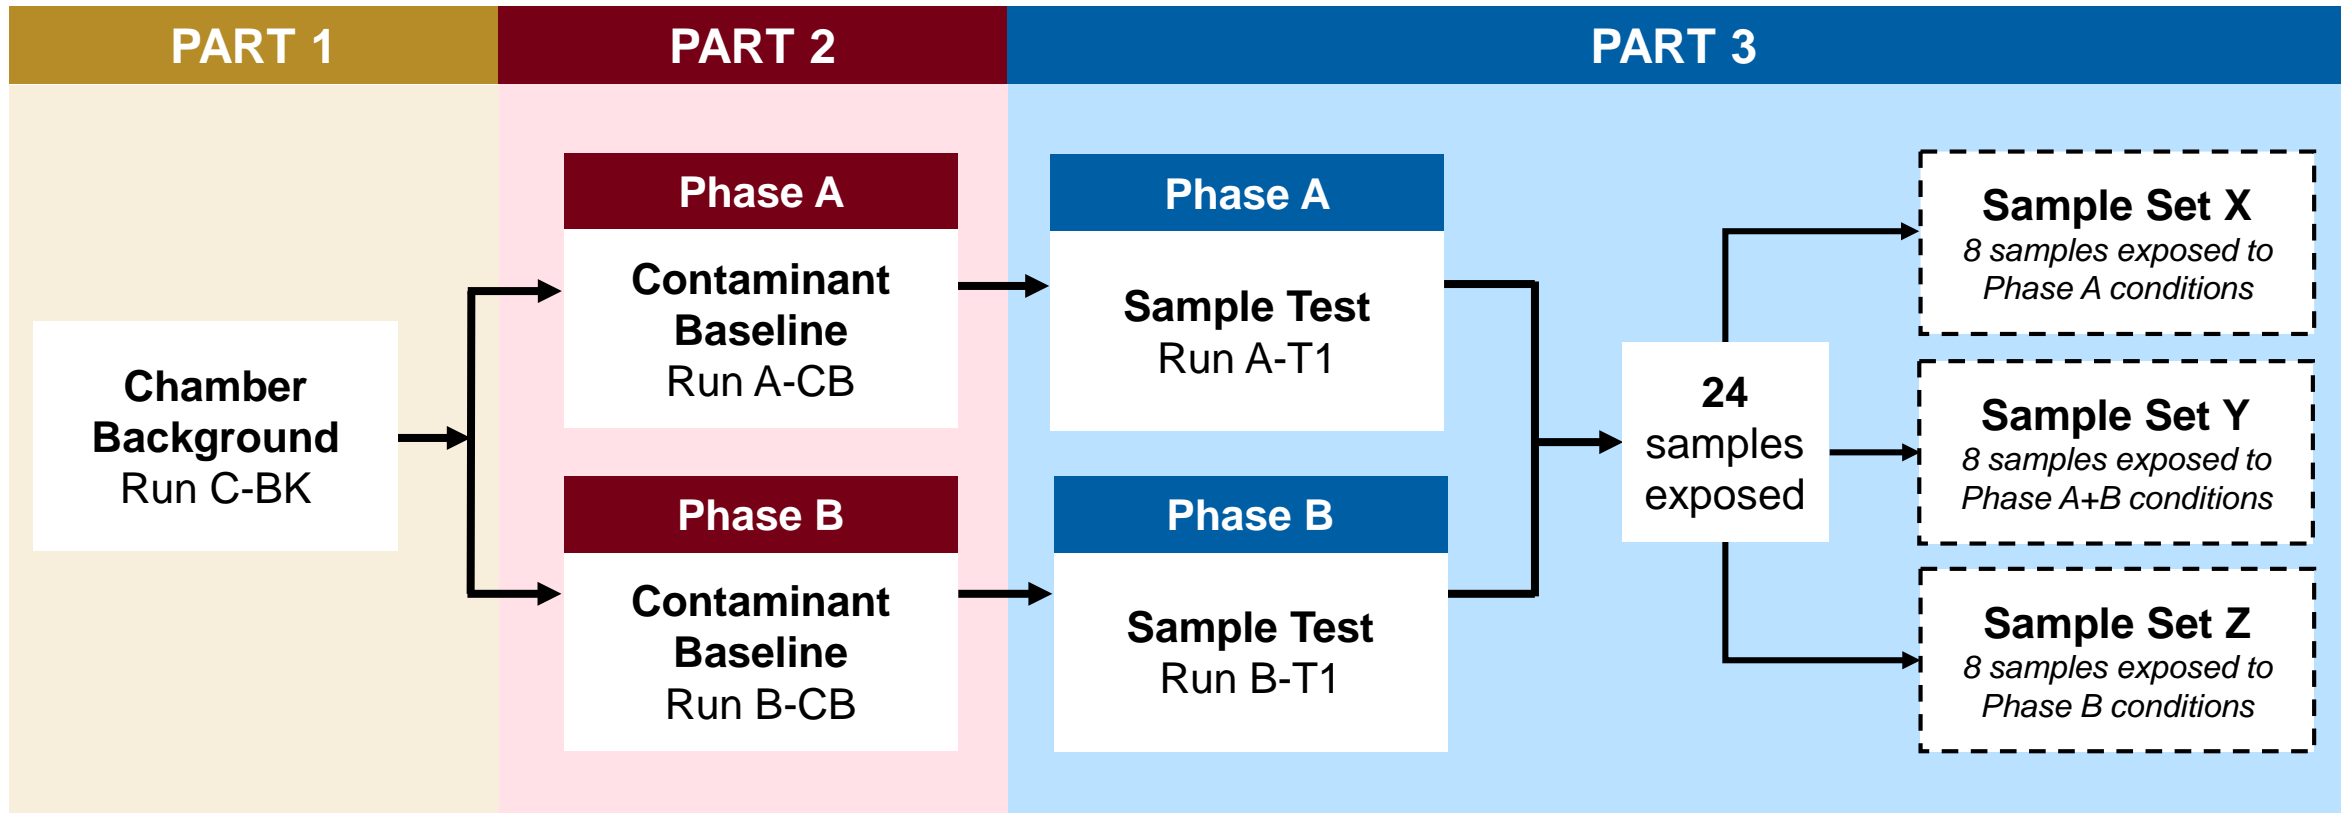 PART 1
PART 2
PART 3
Chamber
Background
Run C-BK
Phase A
Contaminant
Baseline
Run A-CB
Phase B
Contaminant
Baseline
Run B-CB
Phase A
Sample Test
Run A-T1
Phase B
Sample Test
Run B-T1
24
samples
exposed
Sample Set X
8 samples exposed to
Phase A conditions
Sample Set Y
8 samples exposed to
Phase A+B conditions
Sample Set Z
8 samples exposed to
Phase B conditions